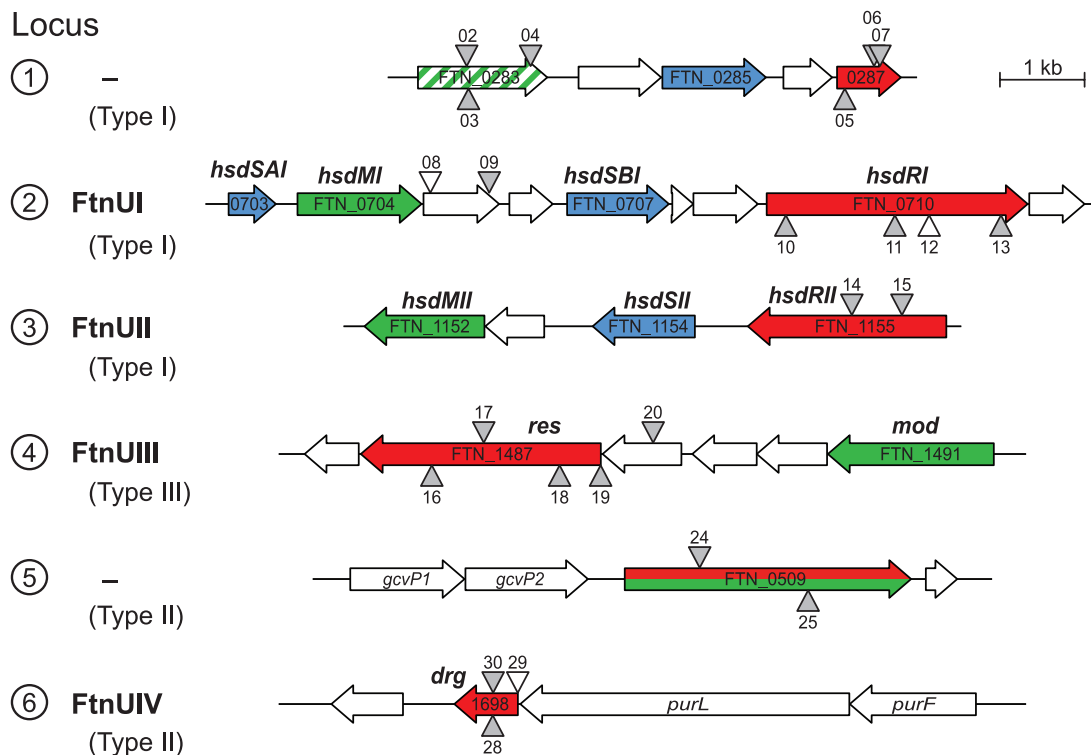 Locus
06
02 04 07
1 – FTN_0283 FTN_0285 0287 1 kb
(Type I) 03 05
hsdSAI hsdMI 08 09 hsdSBI hsdRI
2 FtnUI 0703 FTN_0704 FTN_0707 FTN_0710
(Type I) 10 11 12 13
hsdMII hsdSII hsdRII 14 15
3 FtnUII FTN_1152 FTN_1154 FTN_1155
(Type I)
17 res 20 mod
4 FtnUIII FTN_1487 FTN_1491
(Type III) 16 18 19
24
5 – gcvP1 gcvP2 FTN_0509
(Type II) 25
drg 30 29
6 FtnUIV 1698 purL purF
(Type II) 28